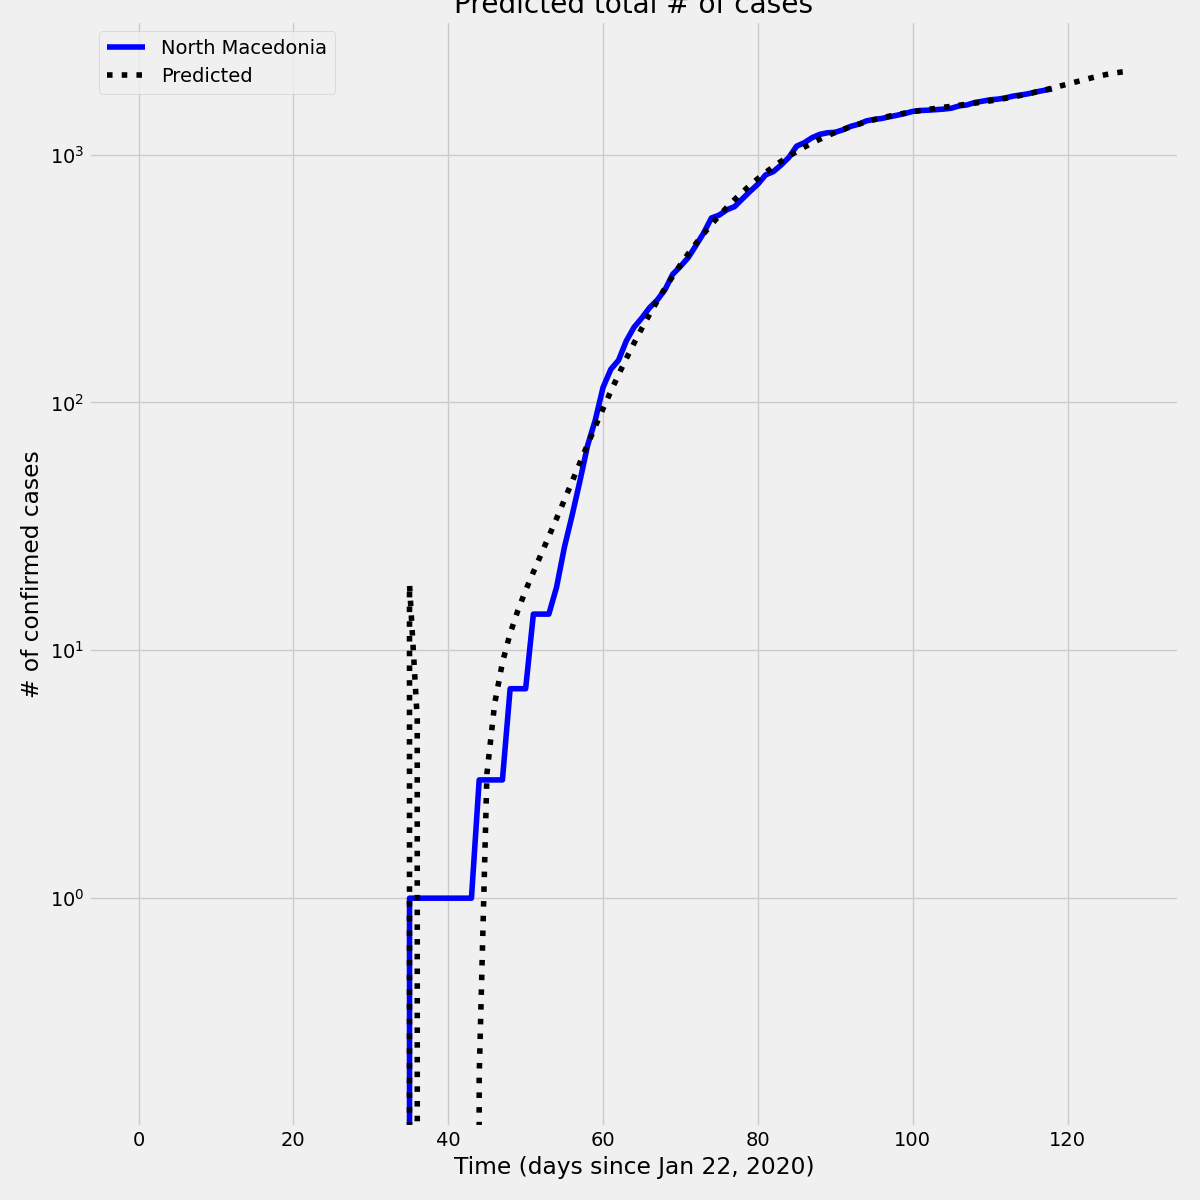 Predicted total # of cases
North Macedonia
Predicted
10³
10²
10¹
10⁰
# of confirmed cases
0 20 40 60 80 100 120
Time (days since Jan 22, 2020)